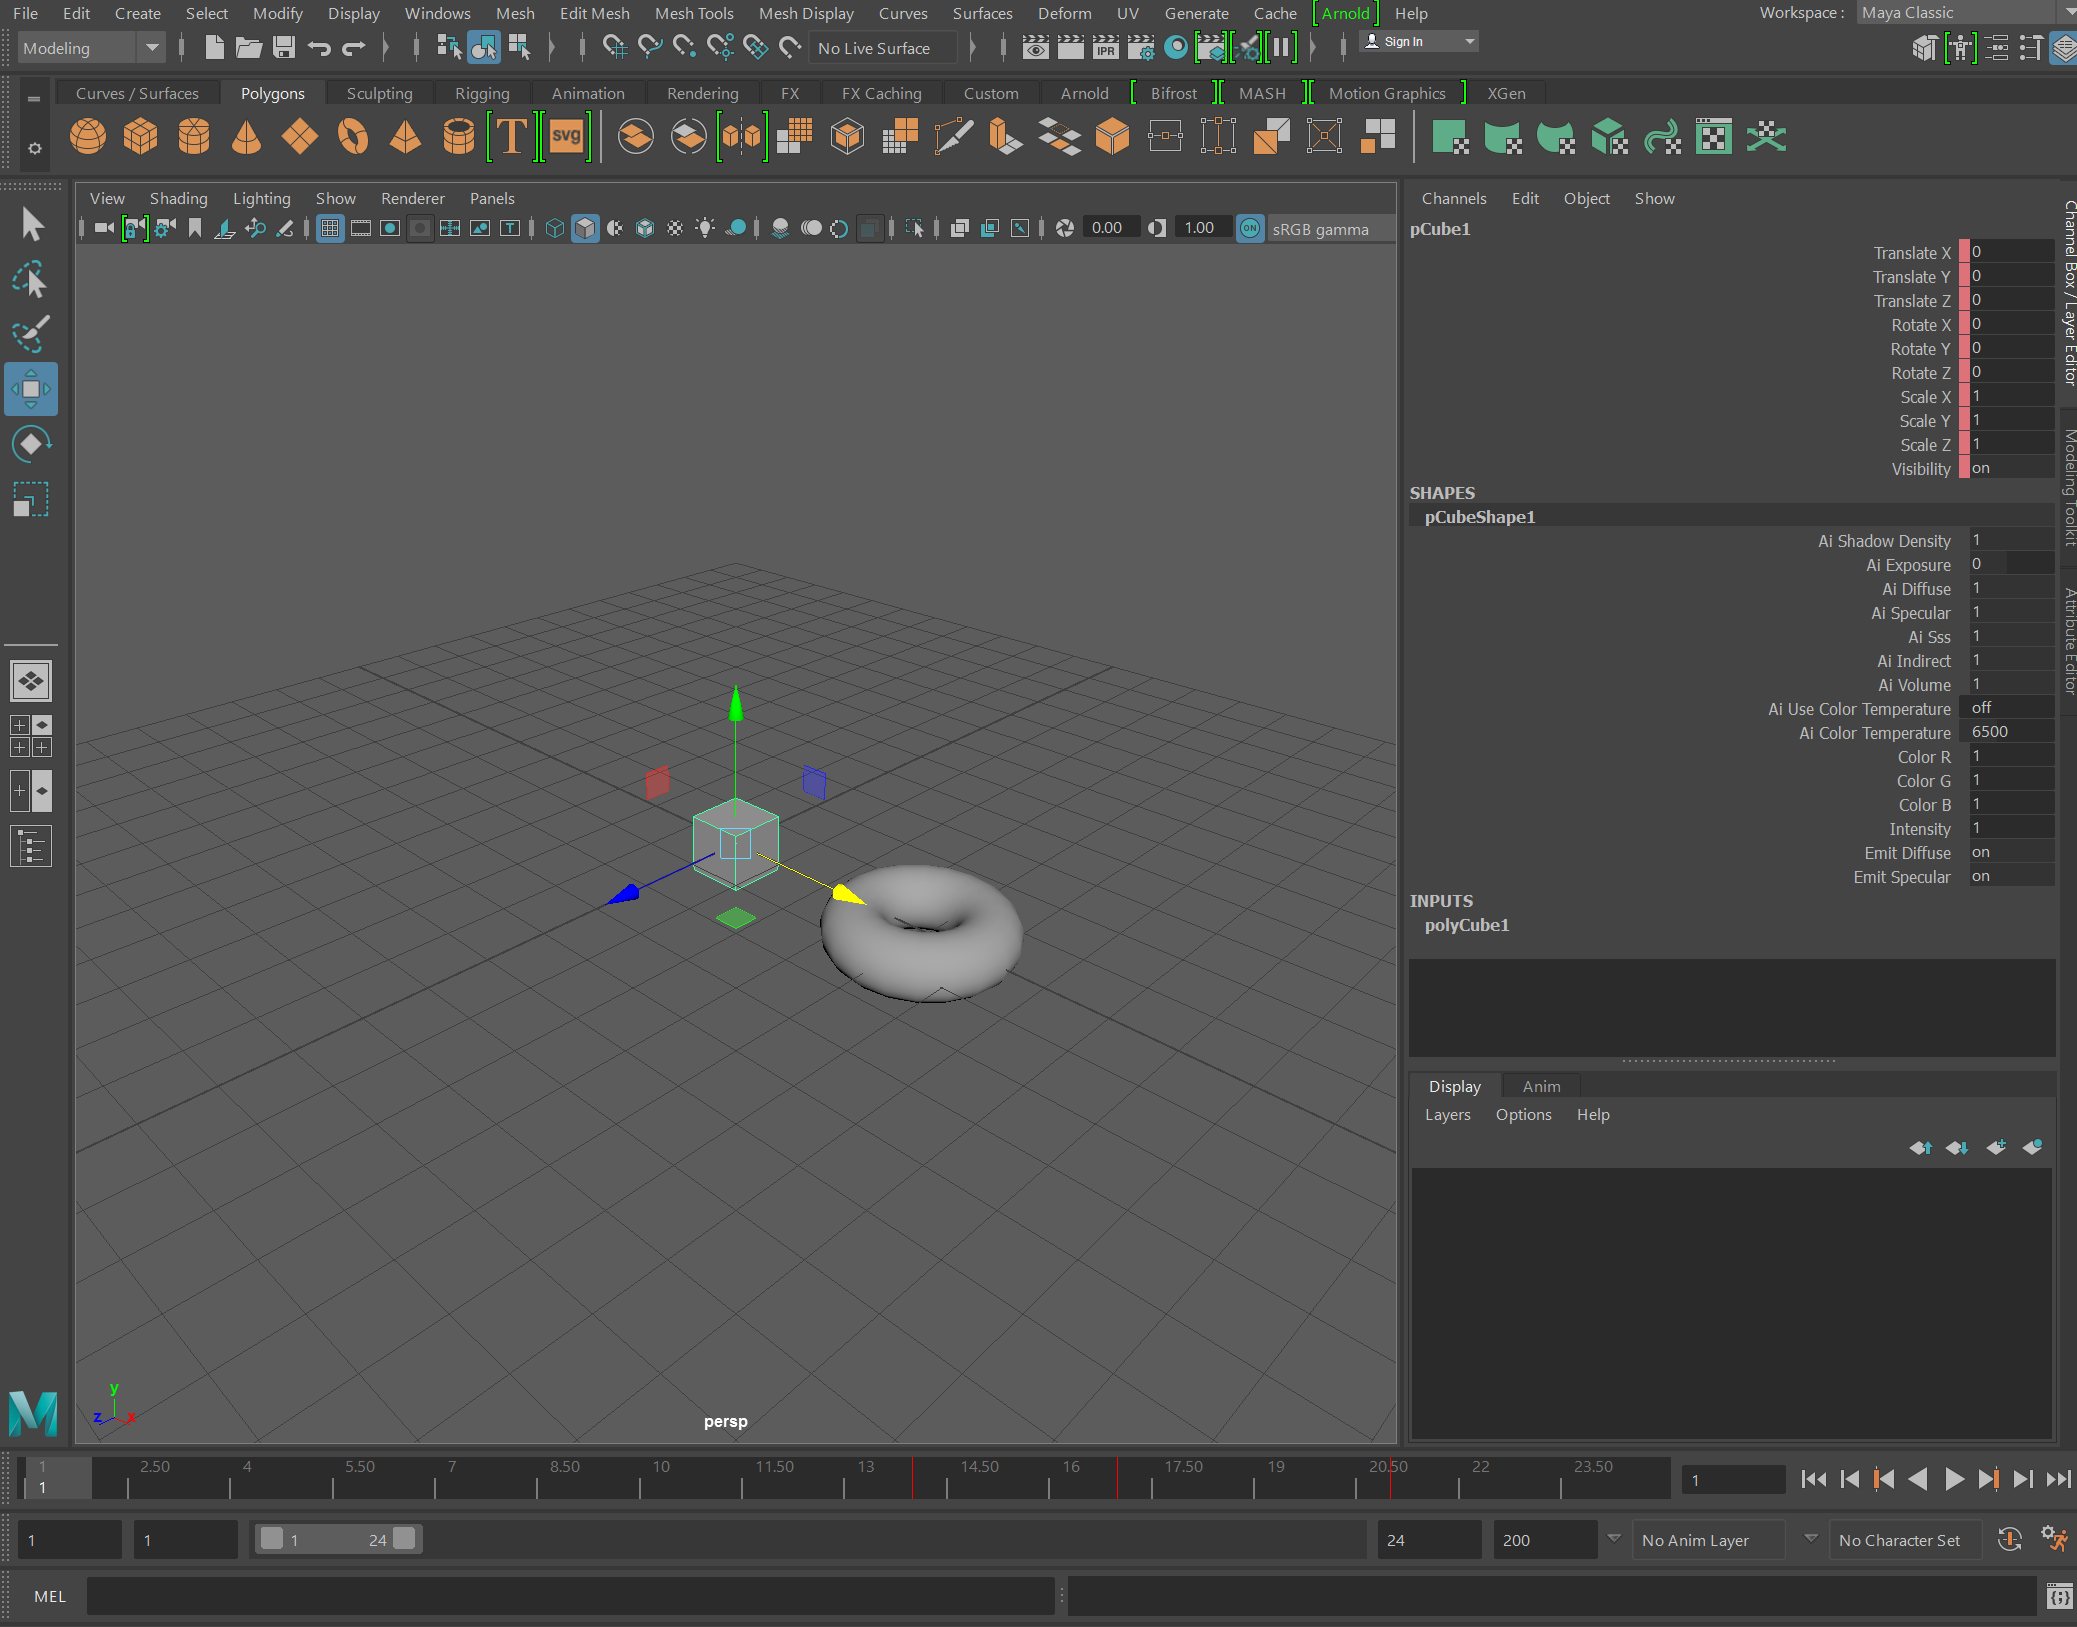 File Edit Create Select Modify Display Windows Mesh Edit Mesh Mesh Tools Mesh Display Curves Surfaces Deform UV Generate Cache Arnold Help Workspace : Maya Classic
Modeling No Live Surface IPR Sign In
Curves / Surfaces Polygons Sculpting Rigging Animation Rendering FX FX Caching Custom Arnold Bifrost MASH Motion Graphics XGen
T svg
View Shading Lighting Show Renderer Panels
0.00 1.00 ON sRGB gamma
Channels Edit Object Show
pCube1
Translate X 0
Translate Y 0
Translate Z 0
Rotate X 0
Rotate Y 0
Rotate Z 0
Scale X 1
Scale Y 1
Scale Z 1
Visibility on
SHAPES
pCubeShape1
Ai Shadow Density 1
Ai Exposure 0
Ai Diffuse 1
Ai Specular 1
Ai Sss 1
Ai Indirect 1
Ai Volume 1
Ai Use Color Temperature off
Ai Color Temperature 6500
Color R 1
Color G 1
Color B 1
Intensity 1
Emit Diffuse on
Emit Specular on
INPUTS
polyCube1
Channel Box / Layer Editor
Modeling Toolkit
Attribute Editor
Display Anim
Layers Options Help
y
z x
persp
M
1 2.50 4 5.50 7 8.50 10 11.50 13 14.50 16 17.50 19 20.50 22 23.50
1 1
1 1 1 24 24 200 No Anim Layer No Character Set
MEL {;}